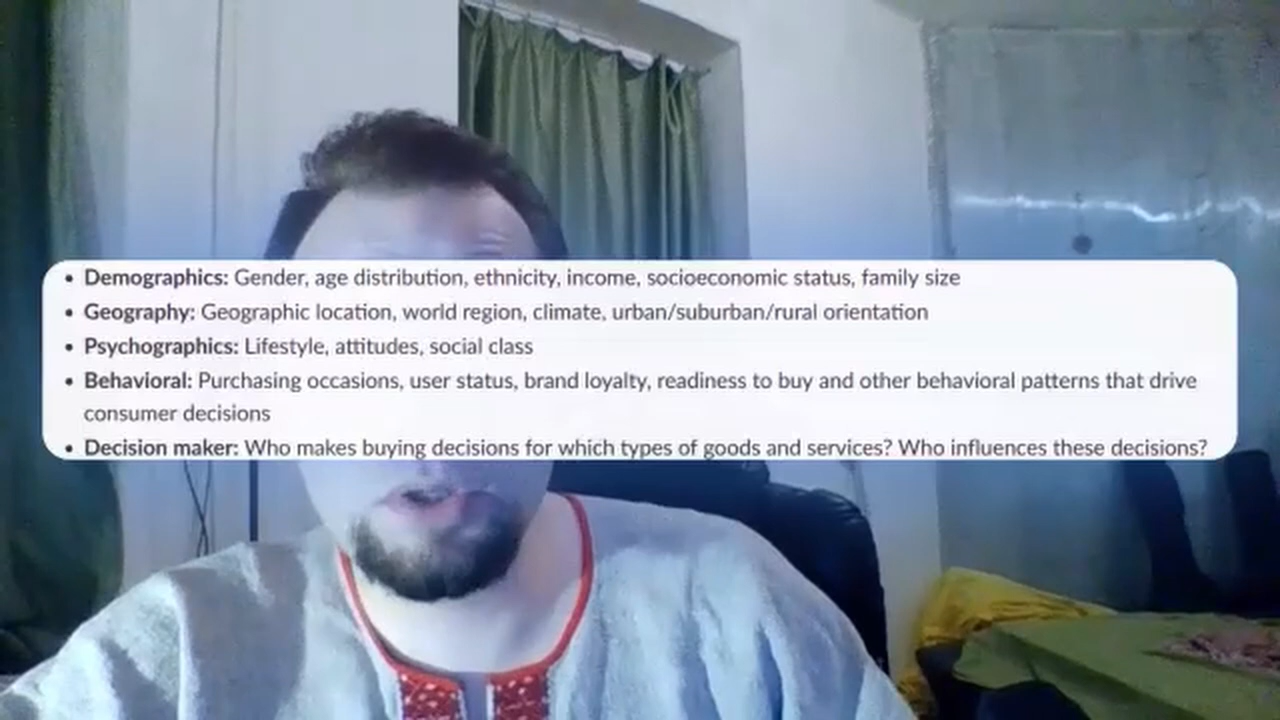 • Demographics: Gender, age distribution, ethnicity, income, socioeconomic status, family size
• Geography: Geographic location, world region, climate, urban/suburban/rural orientation
• Psychographics: Lifestyle, attitudes, social class
• Behavioral: Purchasing occasions, user status, brand loyalty, readiness to buy and other behavioral patterns that drive
consumer decisions
• Decision maker: Who makes buying decisions for which types of goods and services? Who influences these decisions?